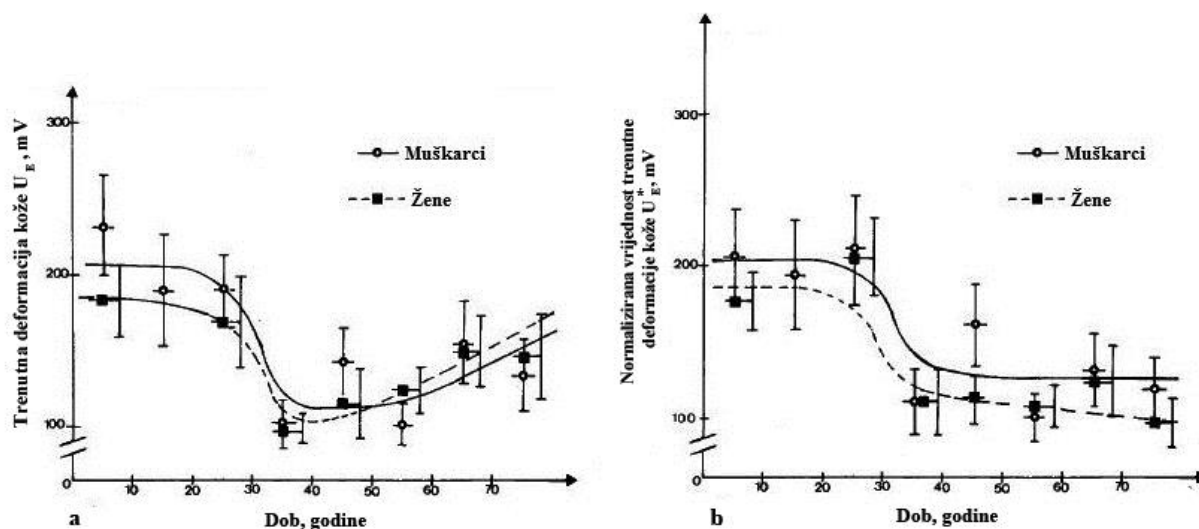 Trenutna deformacija kože U_E, mV
300
200
100
0
10
20
30
40
50
60
70
Muškarci
Žene
a
Dob, godine
Normalizirana vrijednost trenutne
deformacije kože U*_E, mV
300
200
100
0
10
20
30
40
50
60
70
Muškarci
Žene
Dob, godine
b